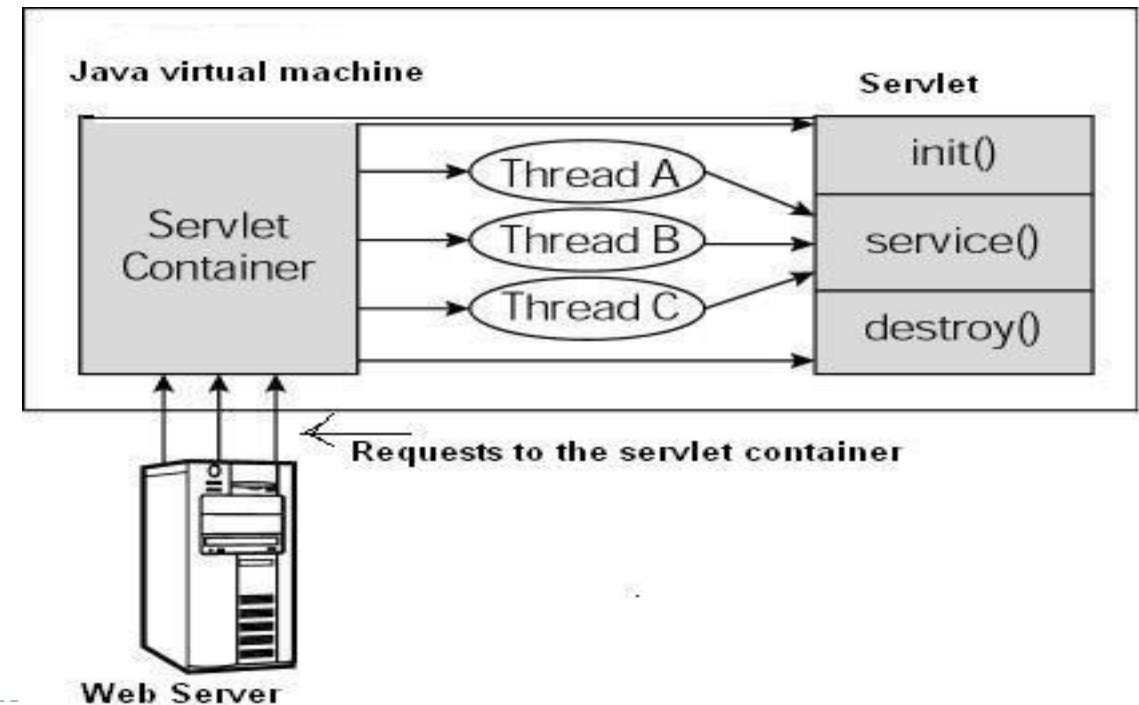 Java virtual machine
Servlet
Servlet
Container
Thread A
Thread B
Thread C
init()
service()
destroy()
Requests to the servlet container
Web Server